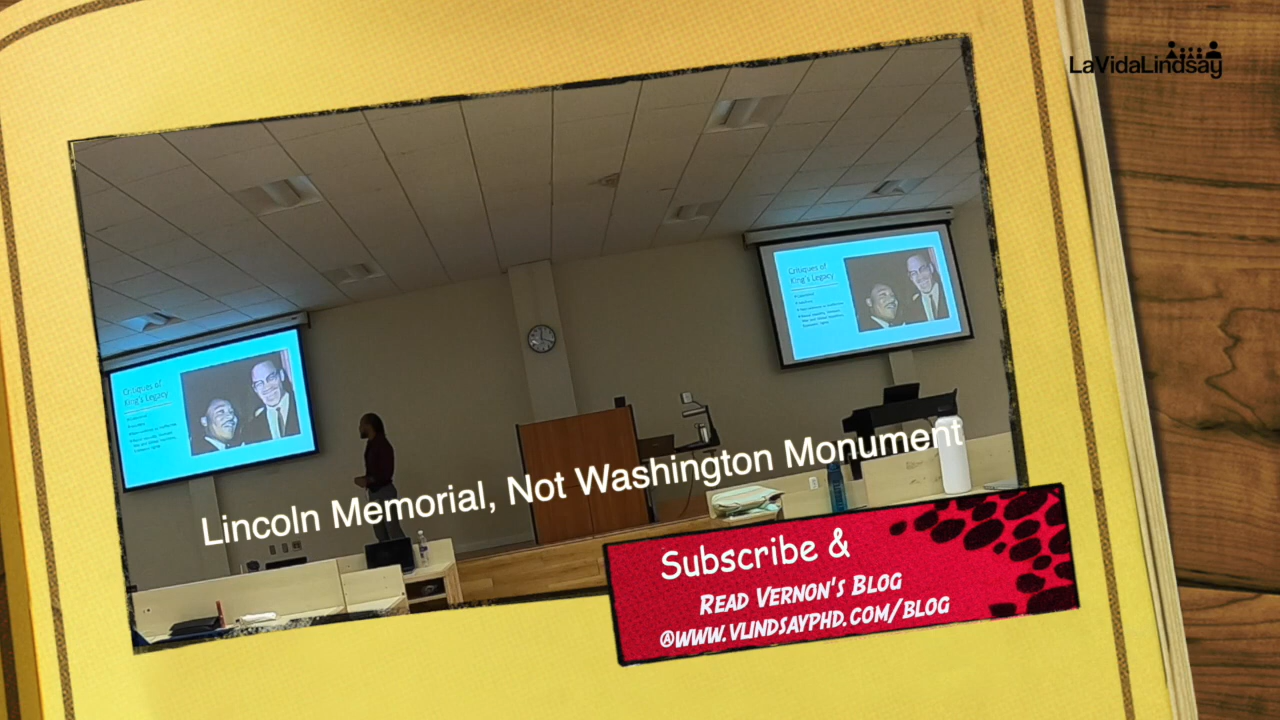 LaVidaLindsay
Critiques of
King's Legacy
Critiques of
King's Legacy
Lincoln Memorial, Not Washington Monument
Subscribe &
READ VERNON'S BLOG
@WWW.VLINDSAYPHD.COM/BLOG